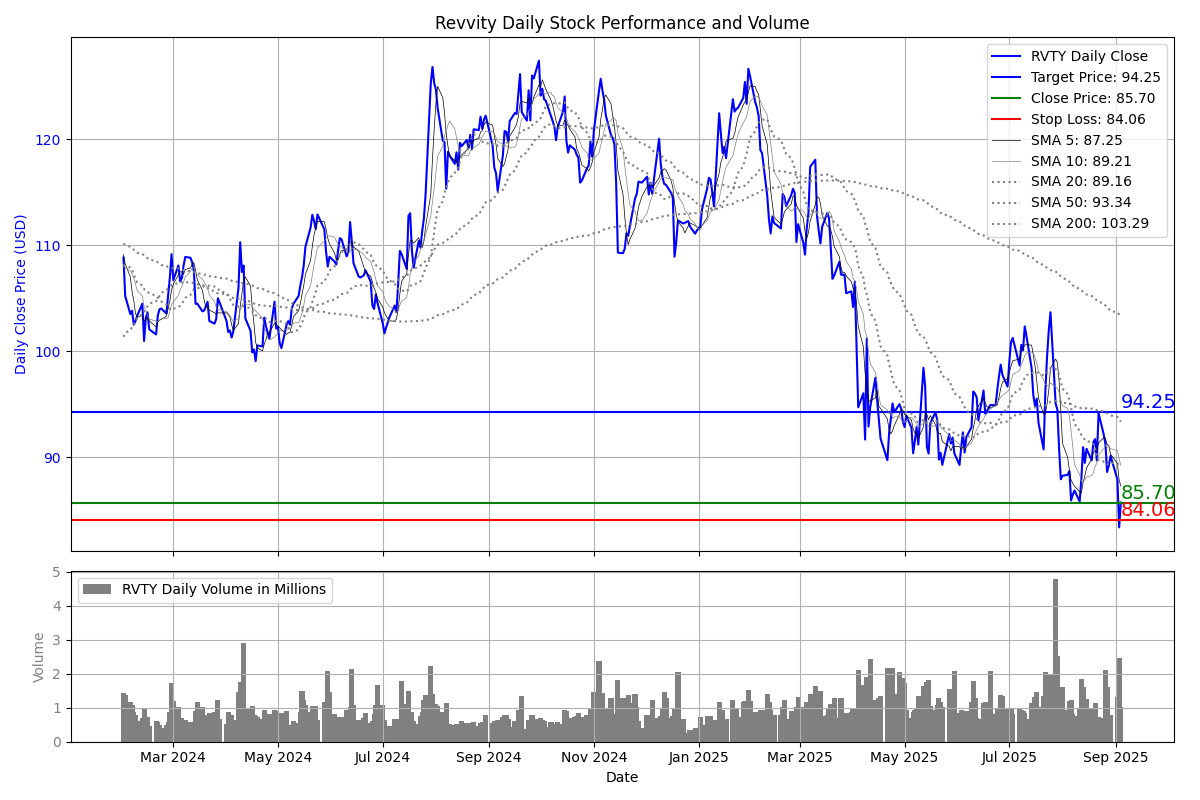 Revvity Daily Stock Performance and Volume
Daily Close Price (USD)
120
110
100
90
RVTY Daily Close
Target Price: 94.25
Close Price: 85.70
Stop Loss: 84.06
SMA 5: 87.25
SMA 10: 89.21
SMA 20: 89.16
SMA 50: 93.34
SMA 200: 103.29
94.25
85.70
84.06
Volume
5
4
3
2
1
0
RVTY Daily Volume in Millions
Mar 2024 May 2024 Jul 2024 Sep 2024 Nov 2024 Jan 2025 Mar 2025 May 2025 Jul 2025 Sep 2025
Date